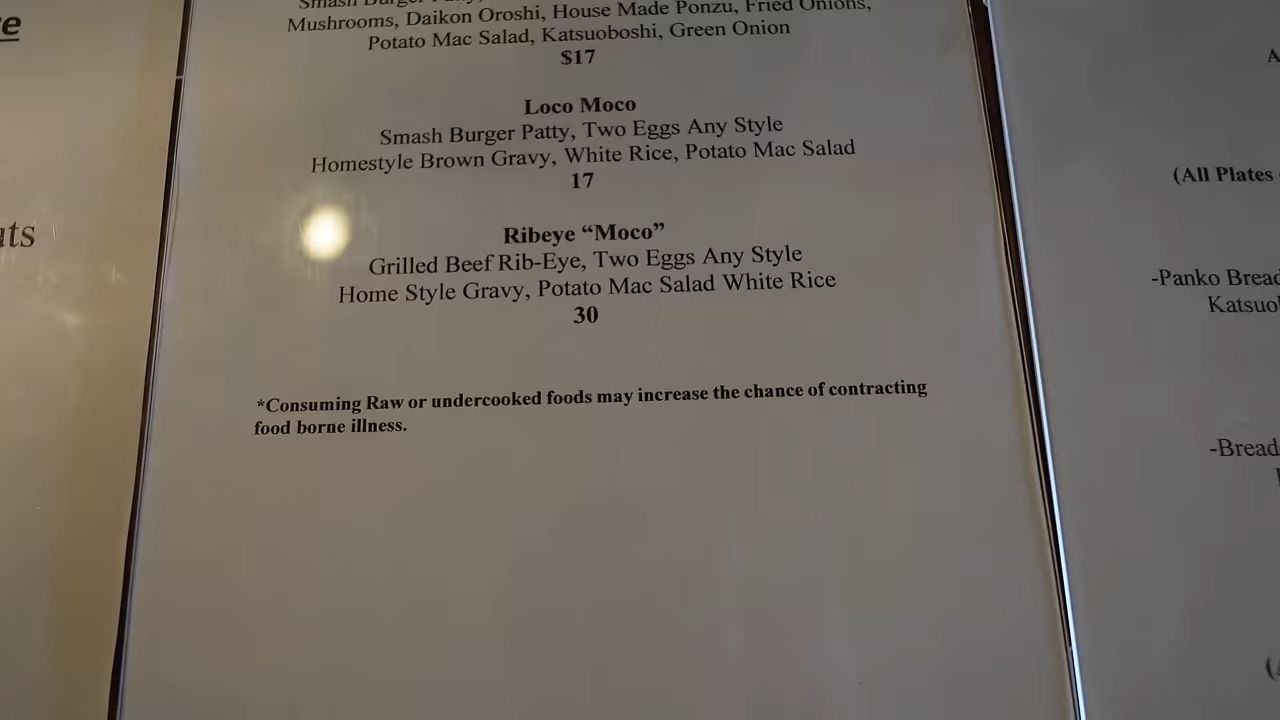 Mushrooms, Daikon Oroshi, House Made Ponzu, Fried Onions,
Potato Mac Salad, Katsuoboshi, Green Onion
$17
Loco Moco
Smash Burger Patty, Two Eggs Any Style
Homestyle Brown Gravy, White Rice, Potato Mac Salad
17
Ribeye “Moco”
Grilled Beef Rib-Eye, Two Eggs Any Style
Home Style Gravy, Potato Mac Salad White Rice
30
*Consuming Raw or undercooked foods may increase the chance of contracting
food borne illness.
(All Plates
-Panko
-Bread